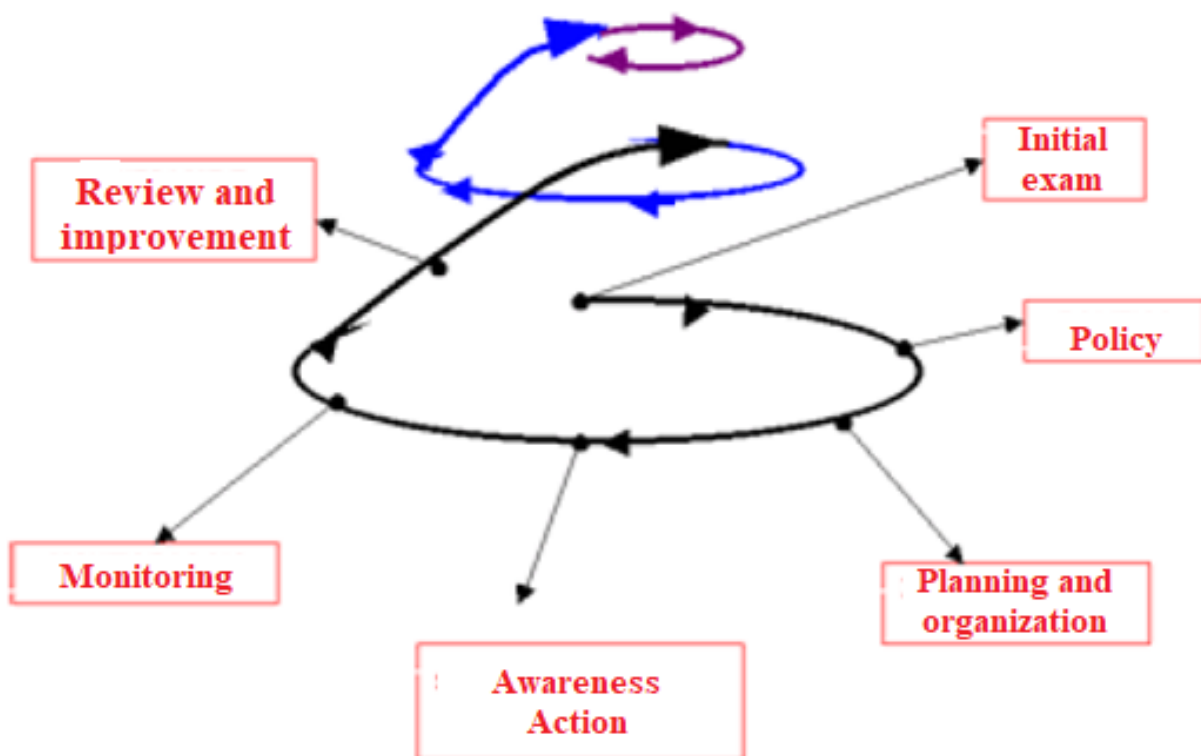 Initial
exam
Review and
improvement
Policy
Monitoring
Planning and
organization
Awareness
Action